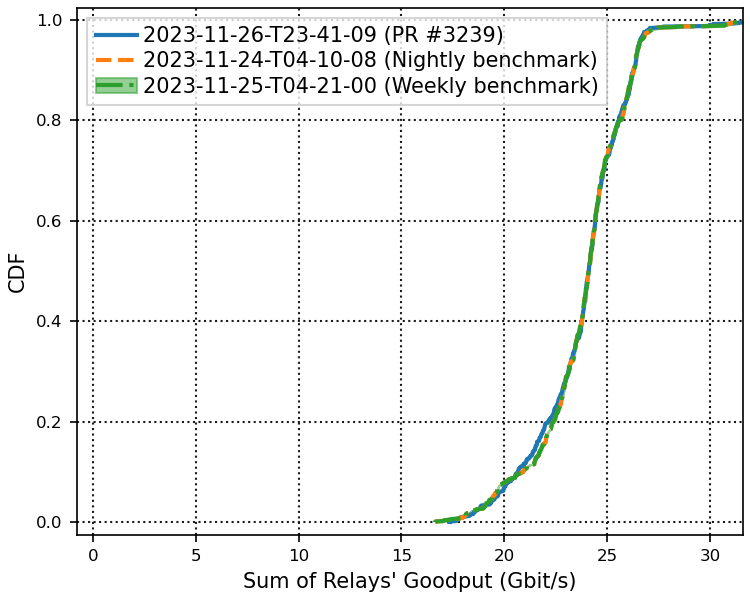 2023-11-26-T23-41-09 (PR #3239)
2023-11-24-T04-10-08 (Nightly benchmark)
2023-11-25-T04-21-00 (Weekly benchmark)
1.0
0.8
0.6
0.4
0.2
0.0
CDF
0 5 10 15 20 25 30
Sum of Relays' Goodput (Gbit/s)